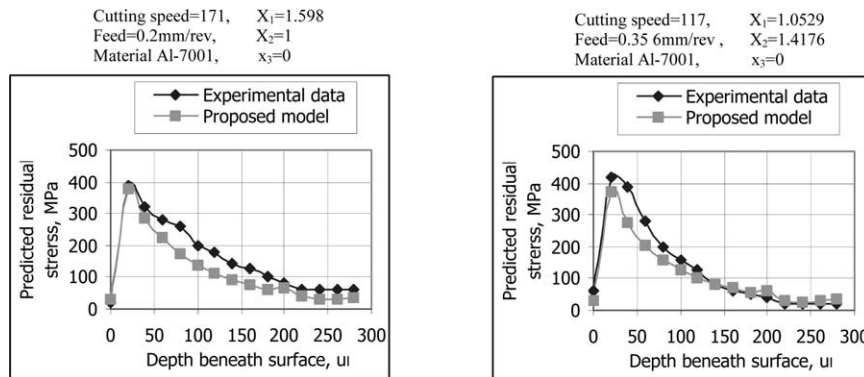 Cutting speed=171, X1=1.598
Feed=0.2mm/rev, X2=1
Material Al-7001, x3=0
Experimental data
Proposed model
Predicted residual
strerss, MPa
500
400
300
200
100
0
0 50 100 150 200 250 300
Depth beneath surface, uı
Cutting speed=117, X1=1.0529
Feed=0.35 6mm/rev , X2=1.4176
Material Al-7001, x3=0
Experimental data
Proposed model
Predicted residual
strerss, MPa
500
400
300
200
100
0
0 50 100 150 200 250 300
Depth beneath surface, uı